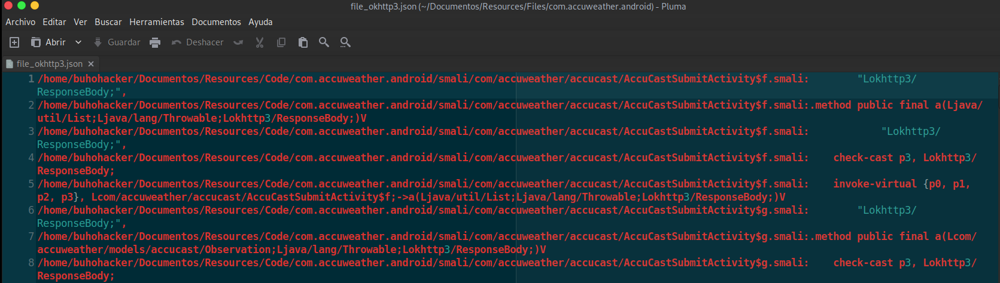 file_okhttp3.json (~/Documentos/Resources/Files/com.accuweather.android) - Pluma
Archivo Editar Ver Buscar Herramientas Documentos Ayuda
Abrir Guardar Deshacer
file_okhttp3.json ×
1 /home/buhohacker/Documentos/Resources/Code/com.accuweather.android/smali/com/accuweather/accucast/AccuCastSubmitActivity$f.smali:        "Lokhttp3/
ResponseBody;",
2 /home/buhohacker/Documentos/Resources/Code/com.accuweather.android/smali/com/accuweather/accucast/AccuCastSubmitActivity$f.smali:.method public final a(Ljava/
util/List;Ljava/lang/Throwable;Lokhttp3/ResponseBody;)V
3 /home/buhohacker/Documentos/Resources/Code/com.accuweather.android/smali/com/accuweather/accucast/AccuCastSubmitActivity$f.smali:            "Lokhttp3/
ResponseBody;",
4 /home/buhohacker/Documentos/Resources/Code/com.accuweather.android/smali/com/accuweather/accucast/AccuCastSubmitActivity$f.smali:    check-cast p3, Lokhttp3/
ResponseBody;
5 /home/buhohacker/Documentos/Resources/Code/com.accuweather.android/smali/com/accuweather/accucast/AccuCastSubmitActivity$f.smali:    invoke-virtual {p0, p1,
p2, p3}, Lcom/accuweather/accucast/AccuCastSubmitActivity$f;->a(Ljava/util/List;Ljava/lang/Throwable;Lokhttp3/ResponseBody;)V
6 /home/buhohacker/Documentos/Resources/Code/com.accuweather.android/smali/com/accuweather/accucast/AccuCastSubmitActivity$g.smali:        "Lokhttp3/
ResponseBody;",
7 /home/buhohacker/Documentos/Resources/Code/com.accuweather.android/smali/com/accuweather/accucast/AccuCastSubmitActivity$g.smali:.method public final a(Lcom/
accuweather/models/accucast/Observation;Ljava/lang/Throwable;Lokhttp3/ResponseBody;)V
8 /home/buhohacker/Documentos/Resources/Code/com.accuweather.android/smali/com/accuweather/accucast/AccuCastSubmitActivity$g.smali:    check-cast p3, Lokhttp3/
ResponseBody;